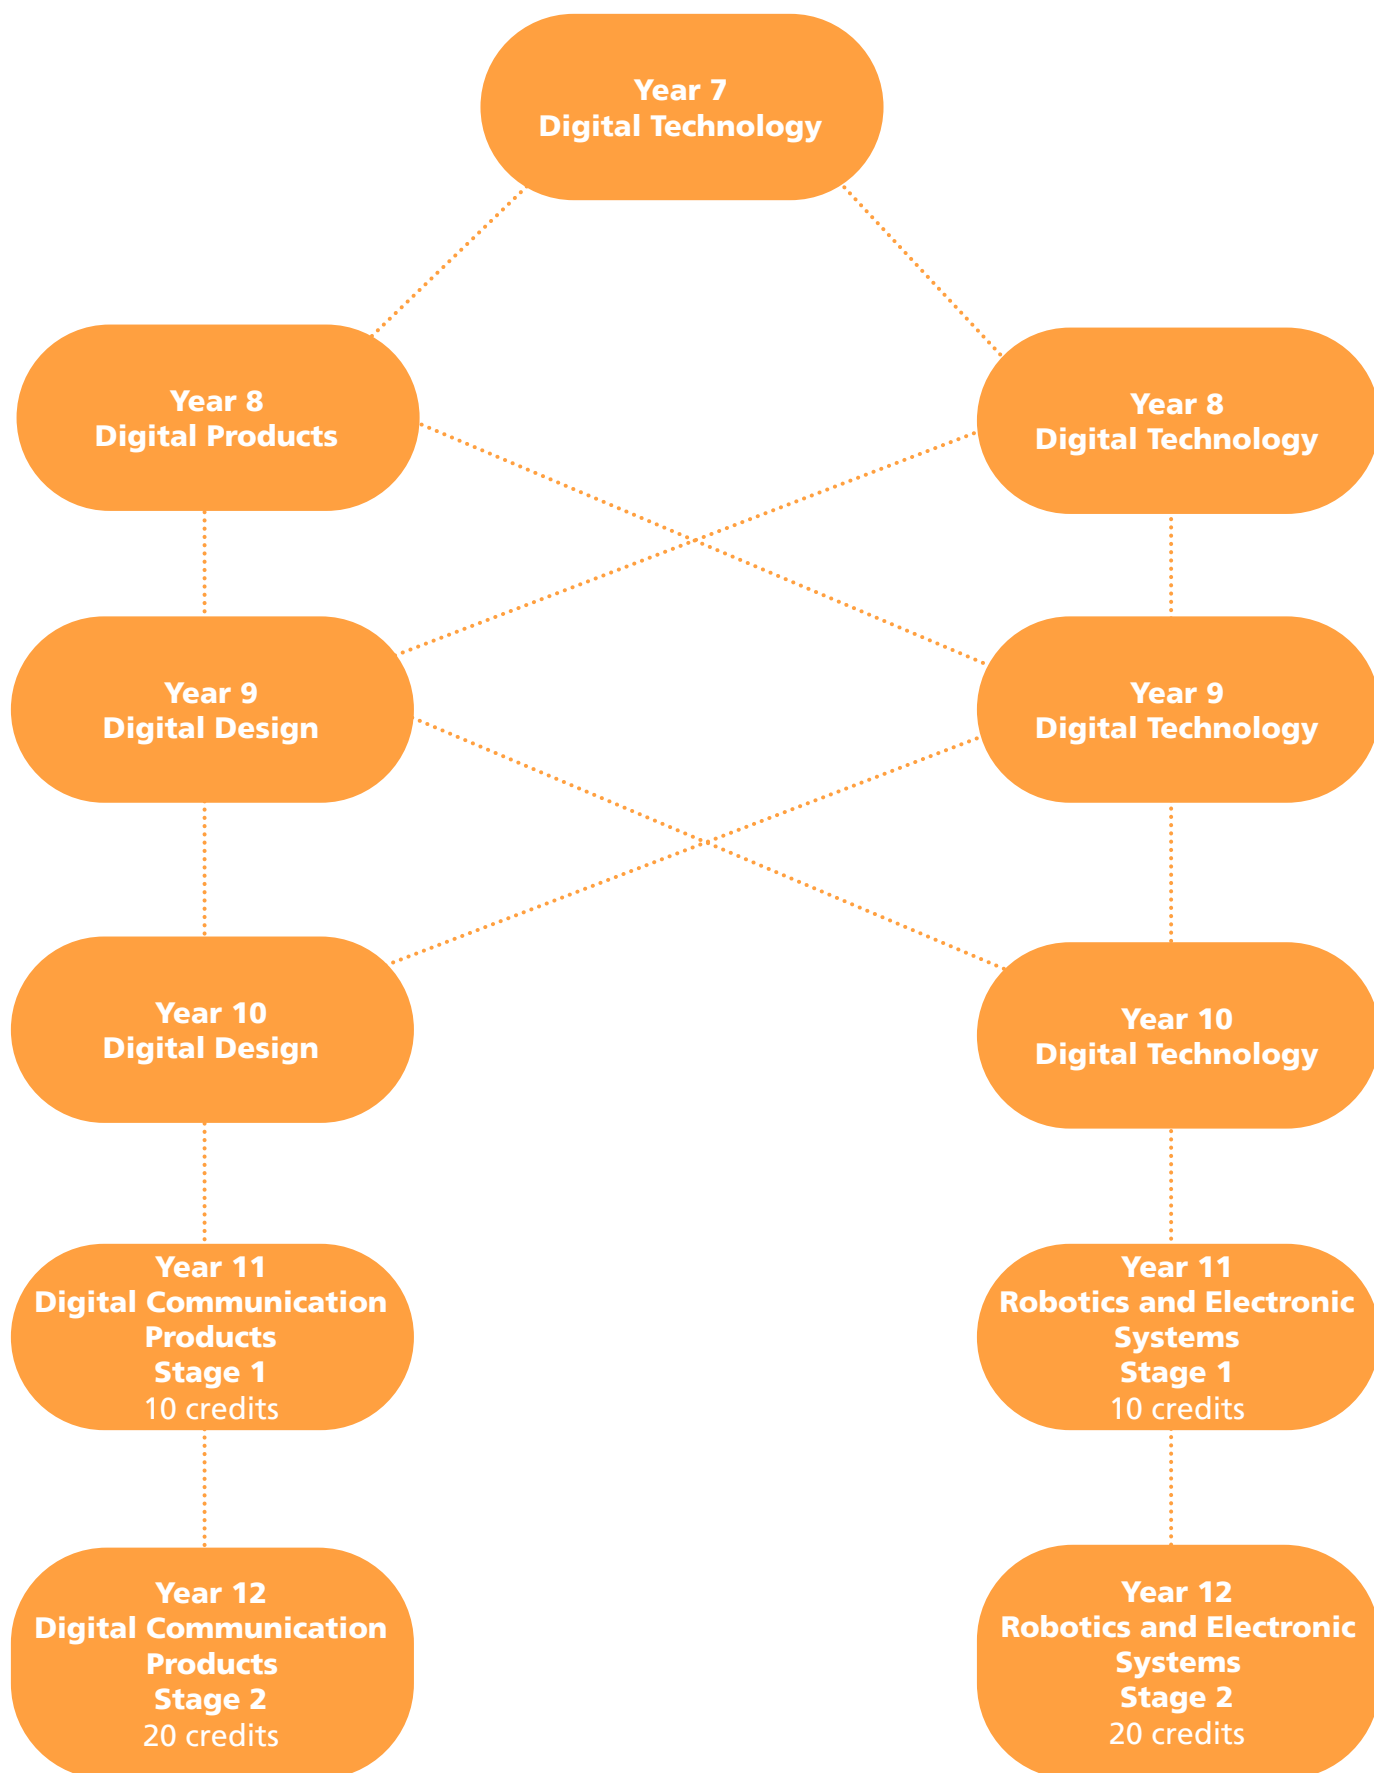 Year 7
Digital Technology
Year 8
Digital Products
Year 8
Digital Technology
Year 9
Digital Design
Year 9
Digital Technology
Year 10
Digital Design
Year 10
Digital Technology
Year 11
Digital Communication
Products
Stage 1
10 credits
Year 11
Robotics and Electronic
Systems
Stage 1
10 credits
Year 12
Digital Communication
Products
Stage 2
20 credits
Year 12
Robotics and Electronic
Systems
Stage 2
20 credits